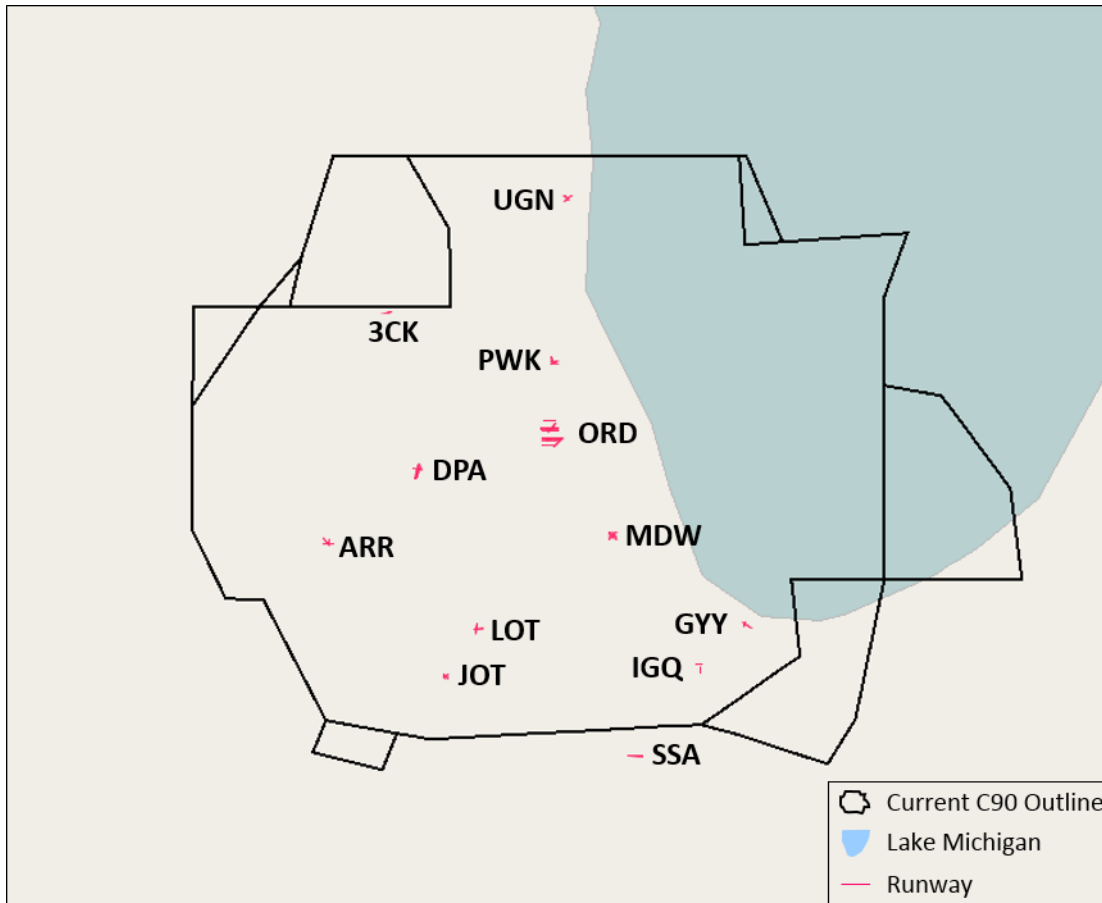 UGN
3CK
PWK
ORD
DPA
MDW
ARR
LOT
GYY
IGQ
JOT
SSA
Current C90 Outline
Lake Michigan
Runway